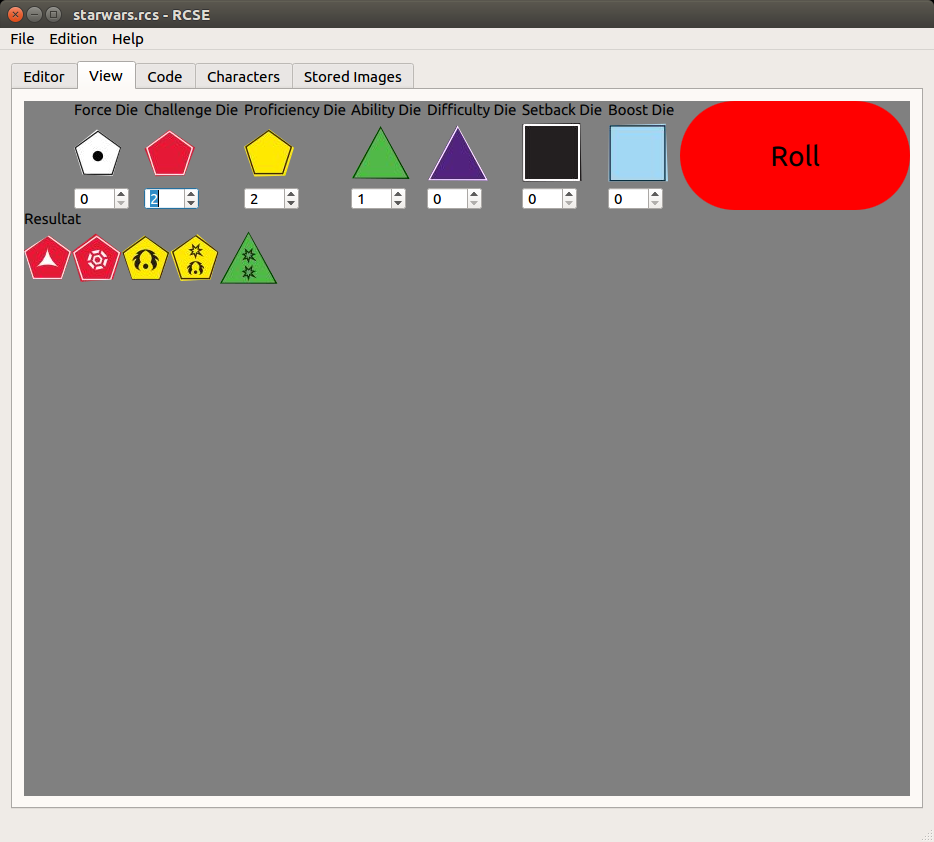 starwars.rcs - RCSE
File Edition Help
Editor View Code Characters Stored Images
Force Die Challenge Die Proficiency Die Ability Die Difficulty Die Setback Die Boost Die
Roll
0 2 2 1 0 0 0
Resultat